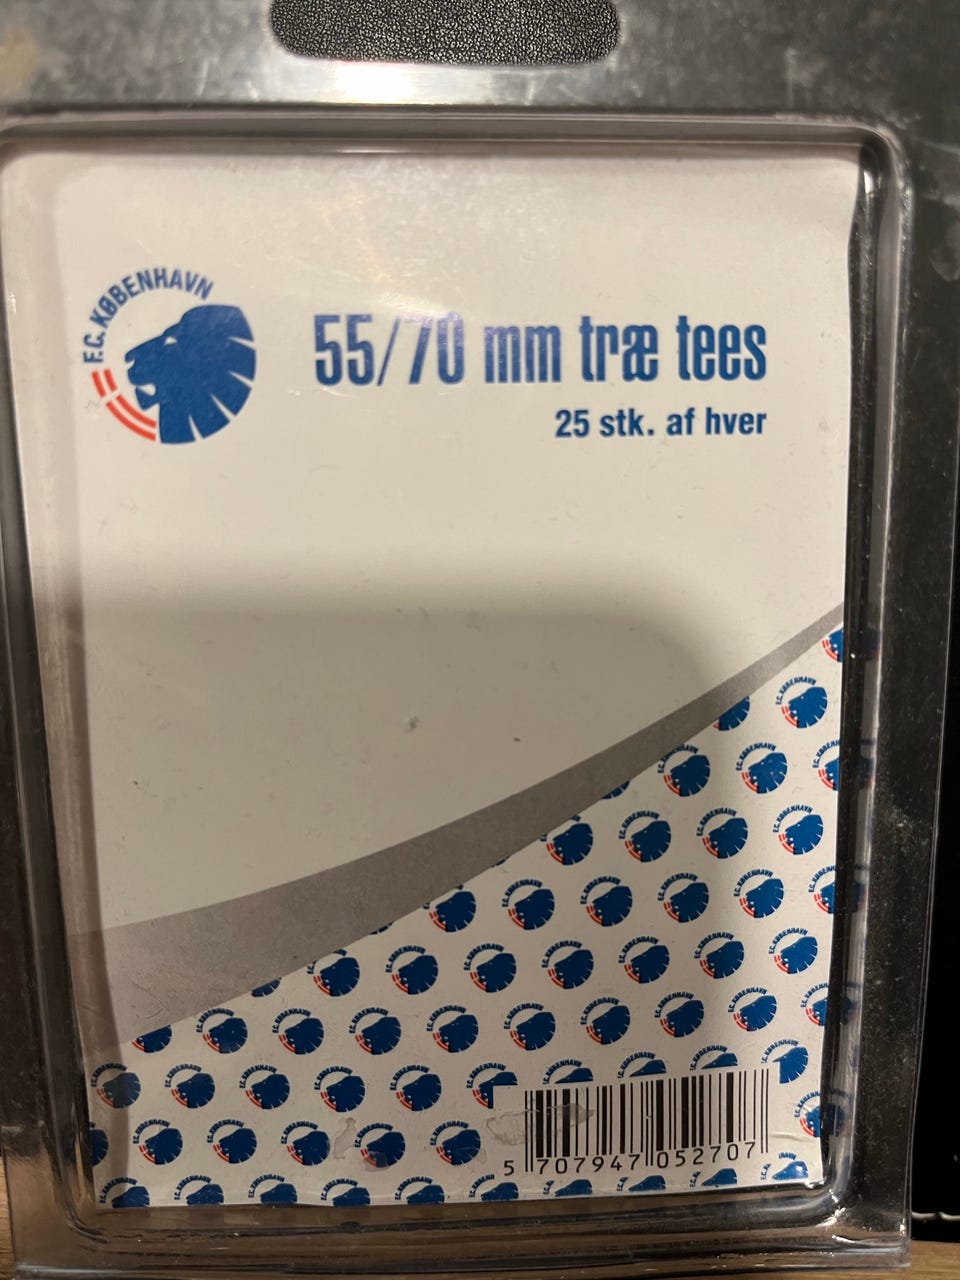 F.C. KØBENHAVN
55/70 mm træ tees
25 stk. af hver
5 707947 052707